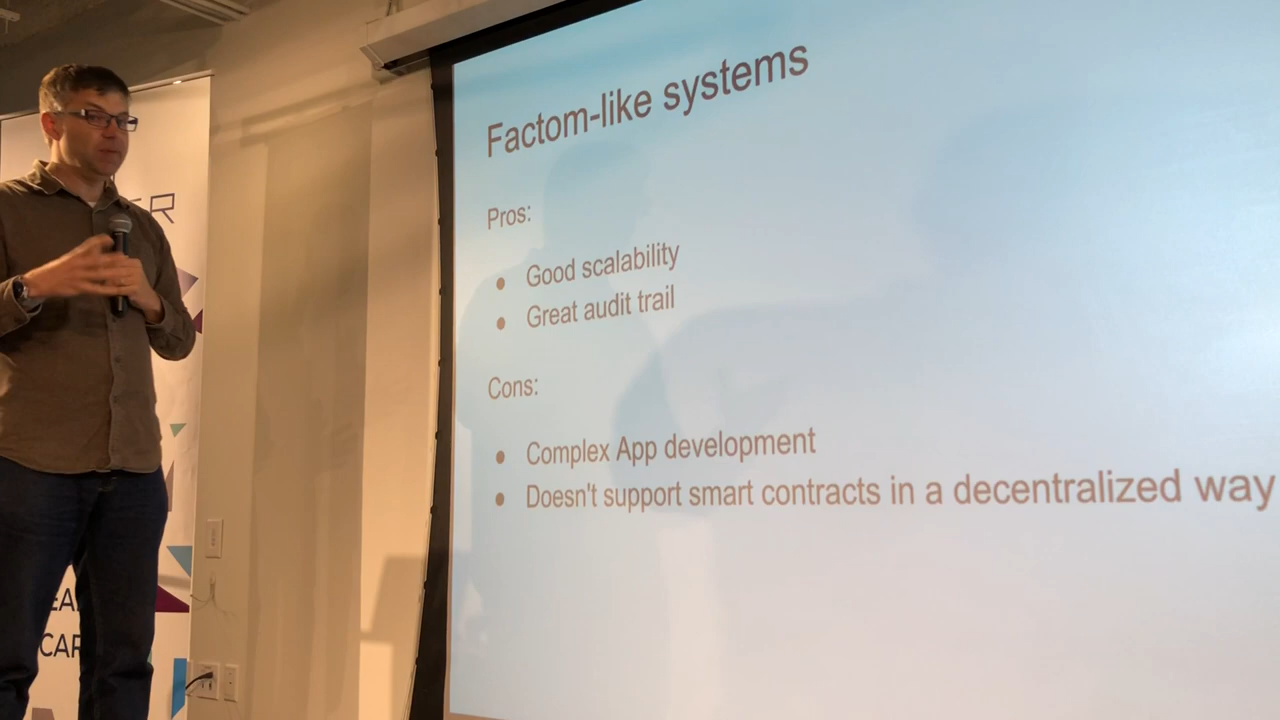 Factom-like systems
Pros:
● Good scalability
● Great audit trail
Cons:
● Complex App development
● Doesn't support smart contracts in a decentralized way